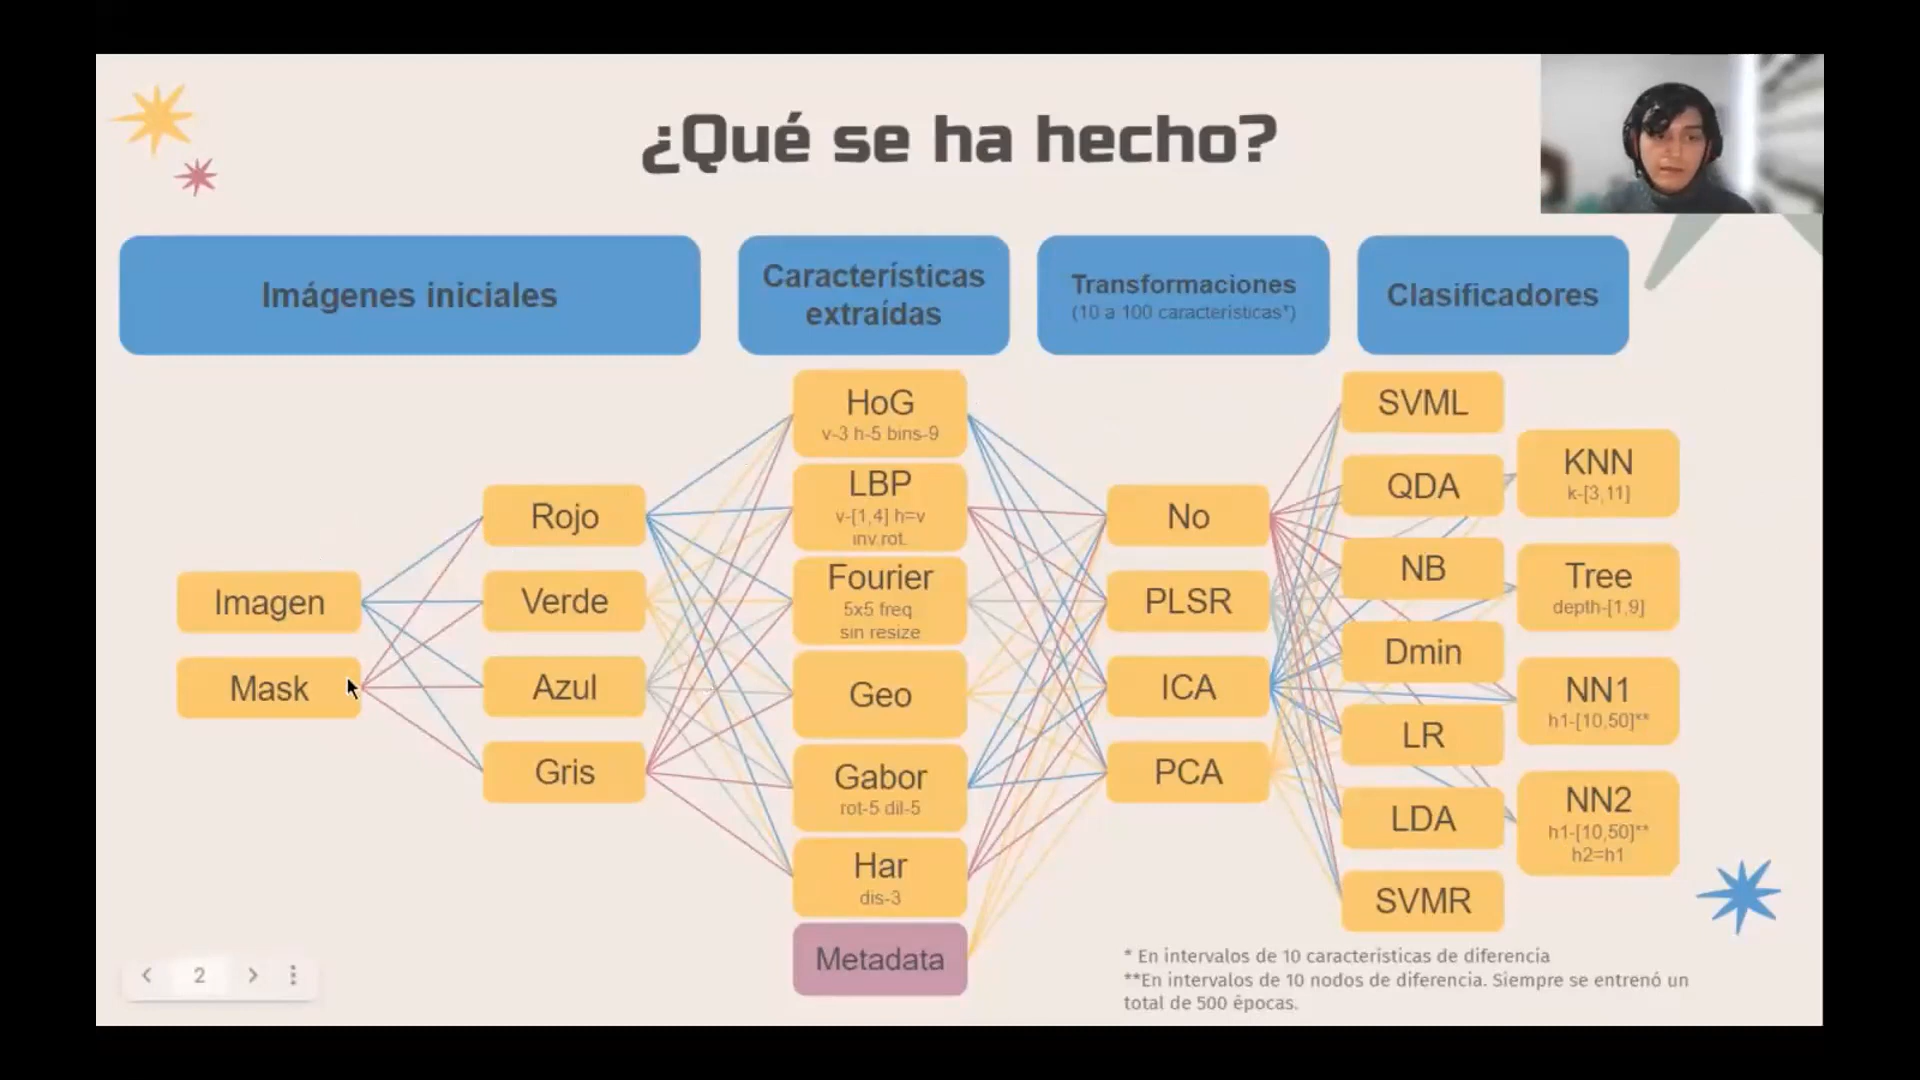 ¿Qué se ha hecho?
Imágenes iniciales
Características
extraídas
Transformaciones
(10 a 100 características*)
Clasificadores
Imagen
Mask
Rojo
Verde
Azul
Gris
HoG
v-3 h-5 bins-9
LBP
v-[1,4] h=v
inv.rot.
Fourier
5x5 freq
sin resize
Geo
Gabor
rot-5 dil-5
Har
dis-3
Metadata
No
PLSR
ICA
PCA
SVML
QDA
NB
Dmin
LR
LDA
SVMR
KNN
k-[3,11]
Tree
depth-[1,9]
NN1
h1-[10,50]**
NN2
h1-[10,50]**
h2=h1
* En intervalos de 10 características de diferencia
**En intervalos de 10 nodos de diferencia. Siempre se entrenó un
total de 500 épocas.
2